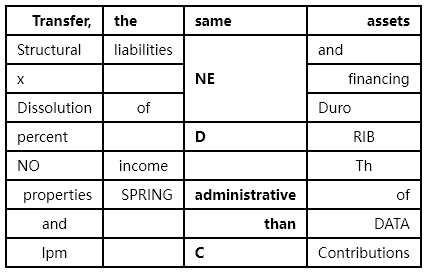 Transfer, the same assets
Structural liabilities NE and
x financing
Dissolution of Duro
percent D RIB
NO income Th
properties SPRING administrative of
and than DATA
Ipm C Contributions